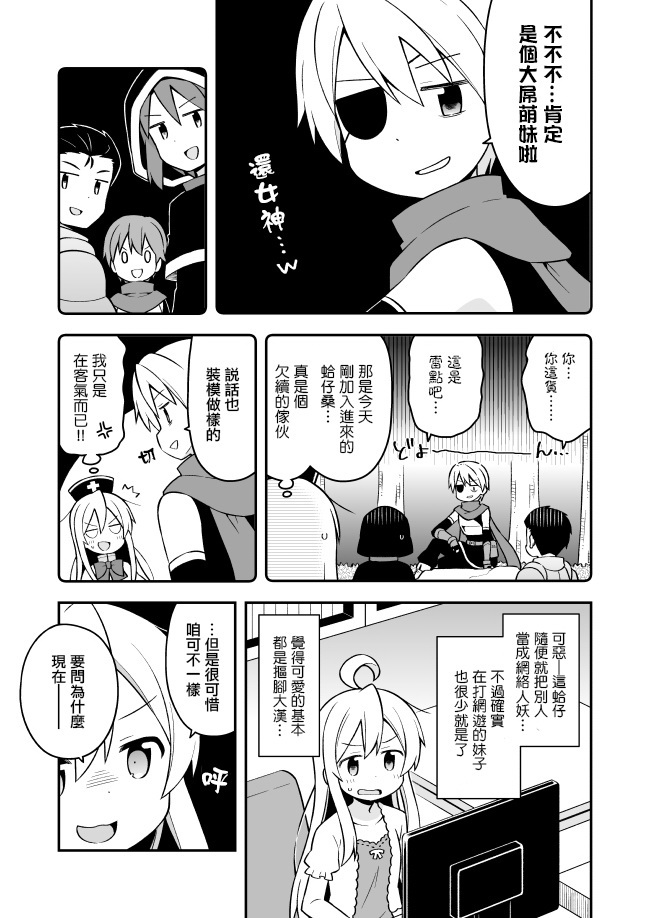 不不不…肯定
是個大屌萌妹啦
還女神…w
你…
你這貨……
這是
雷點吧…
どよーーん…
那是今天
剛加入進來的
蛤仔桑…
真是個
欠續的傢伙
説話也
裝模做樣的
切
我只是
在客氣而已!!
可惡—這蛤仔
隨便就把別人
當成網絡人妖…
不過確實
在打網遊的妹子
也很少就是了
覺得可愛的基本
都是摳腳大漢…
…但是很可惜
咱可不一樣
呼
要問為什麼
現在——